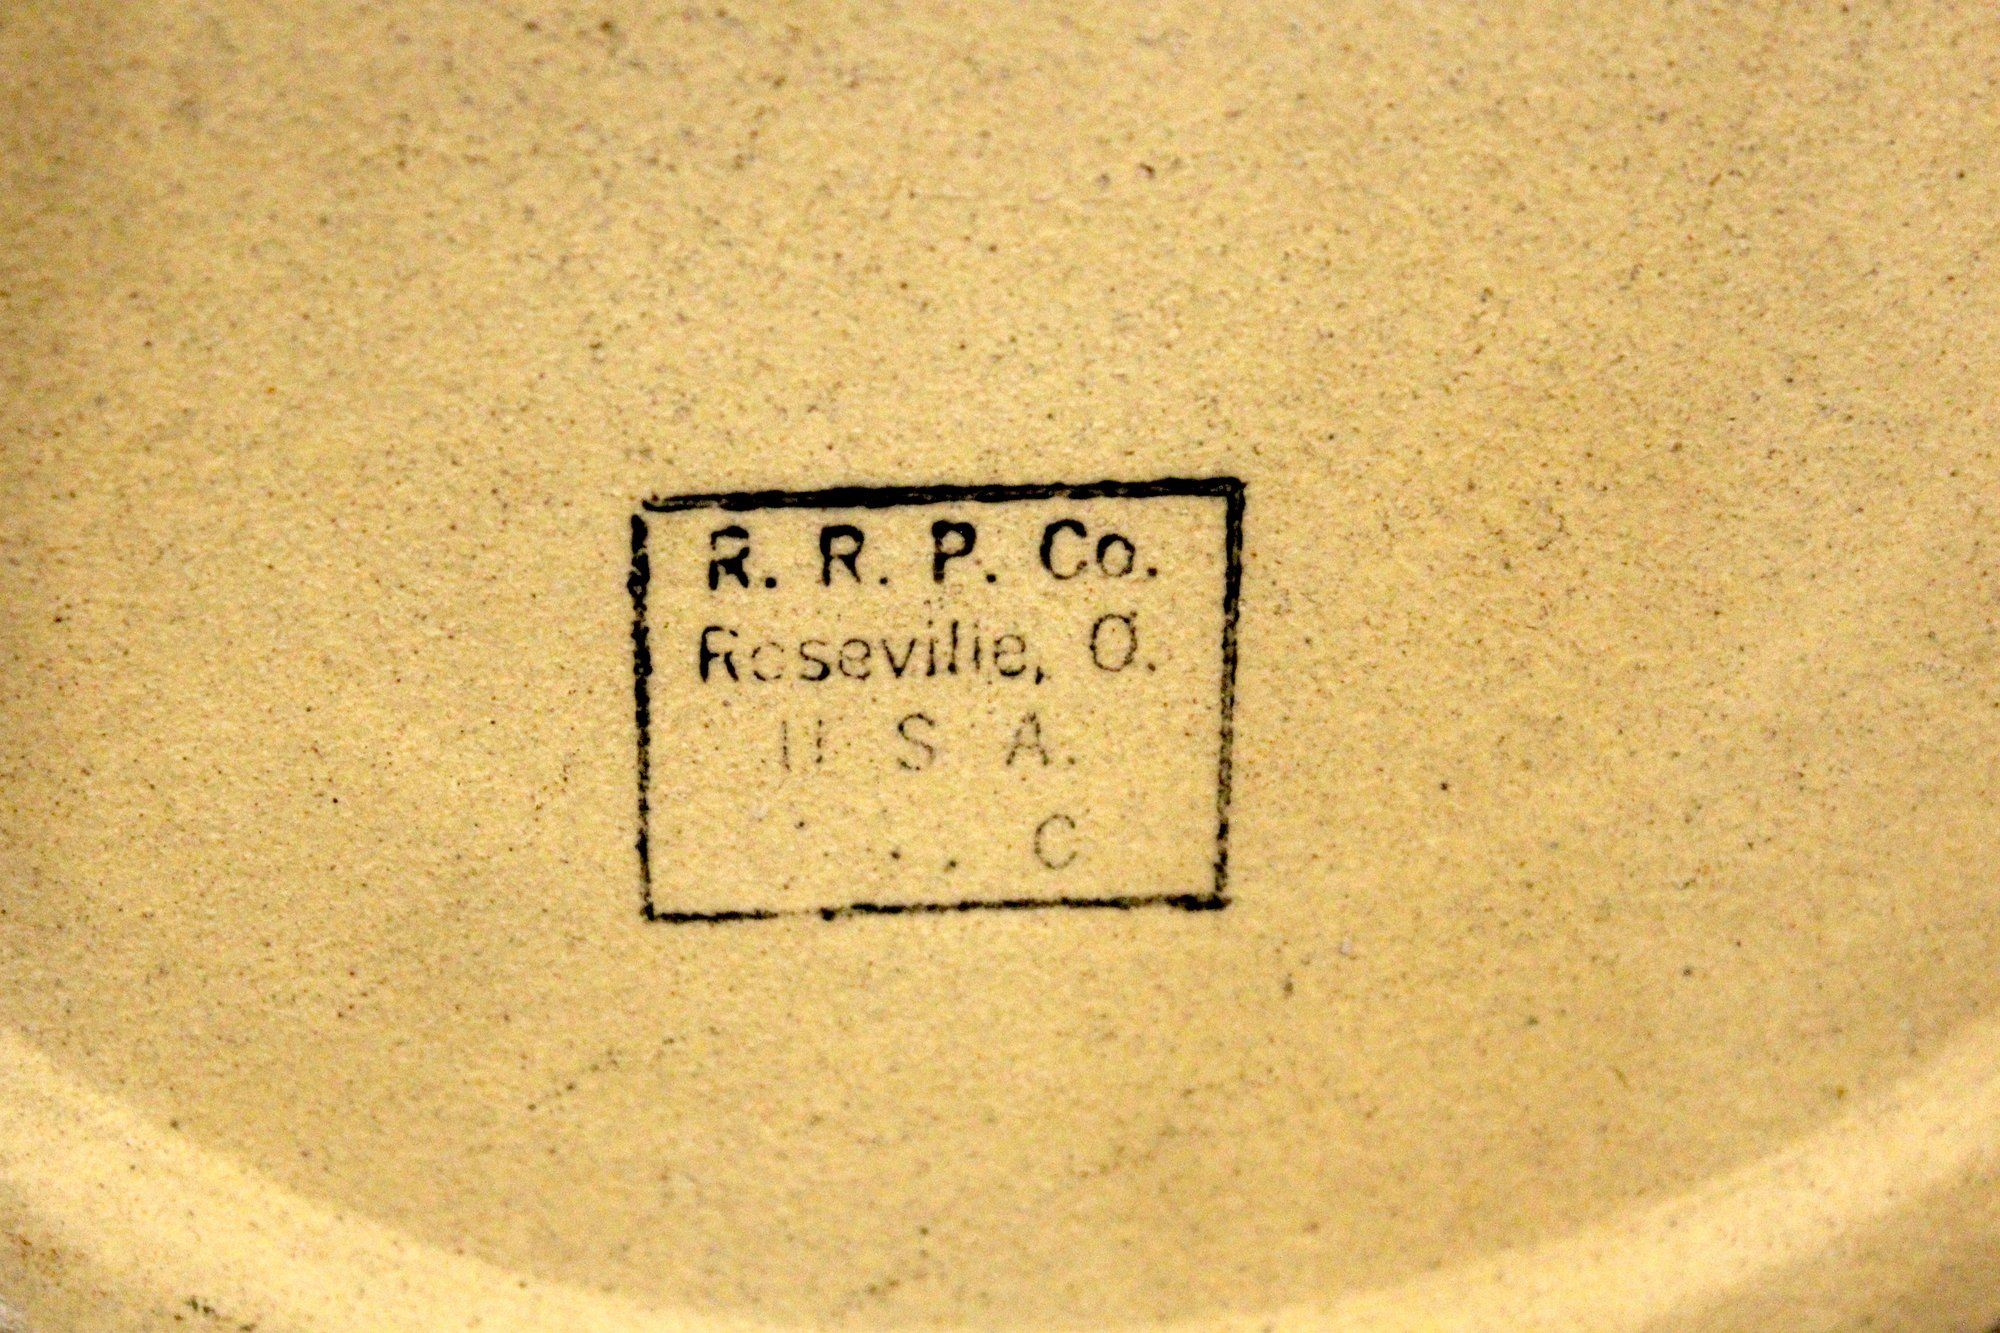 R. R. P. Co.
Roseville, O.
U S A.
C